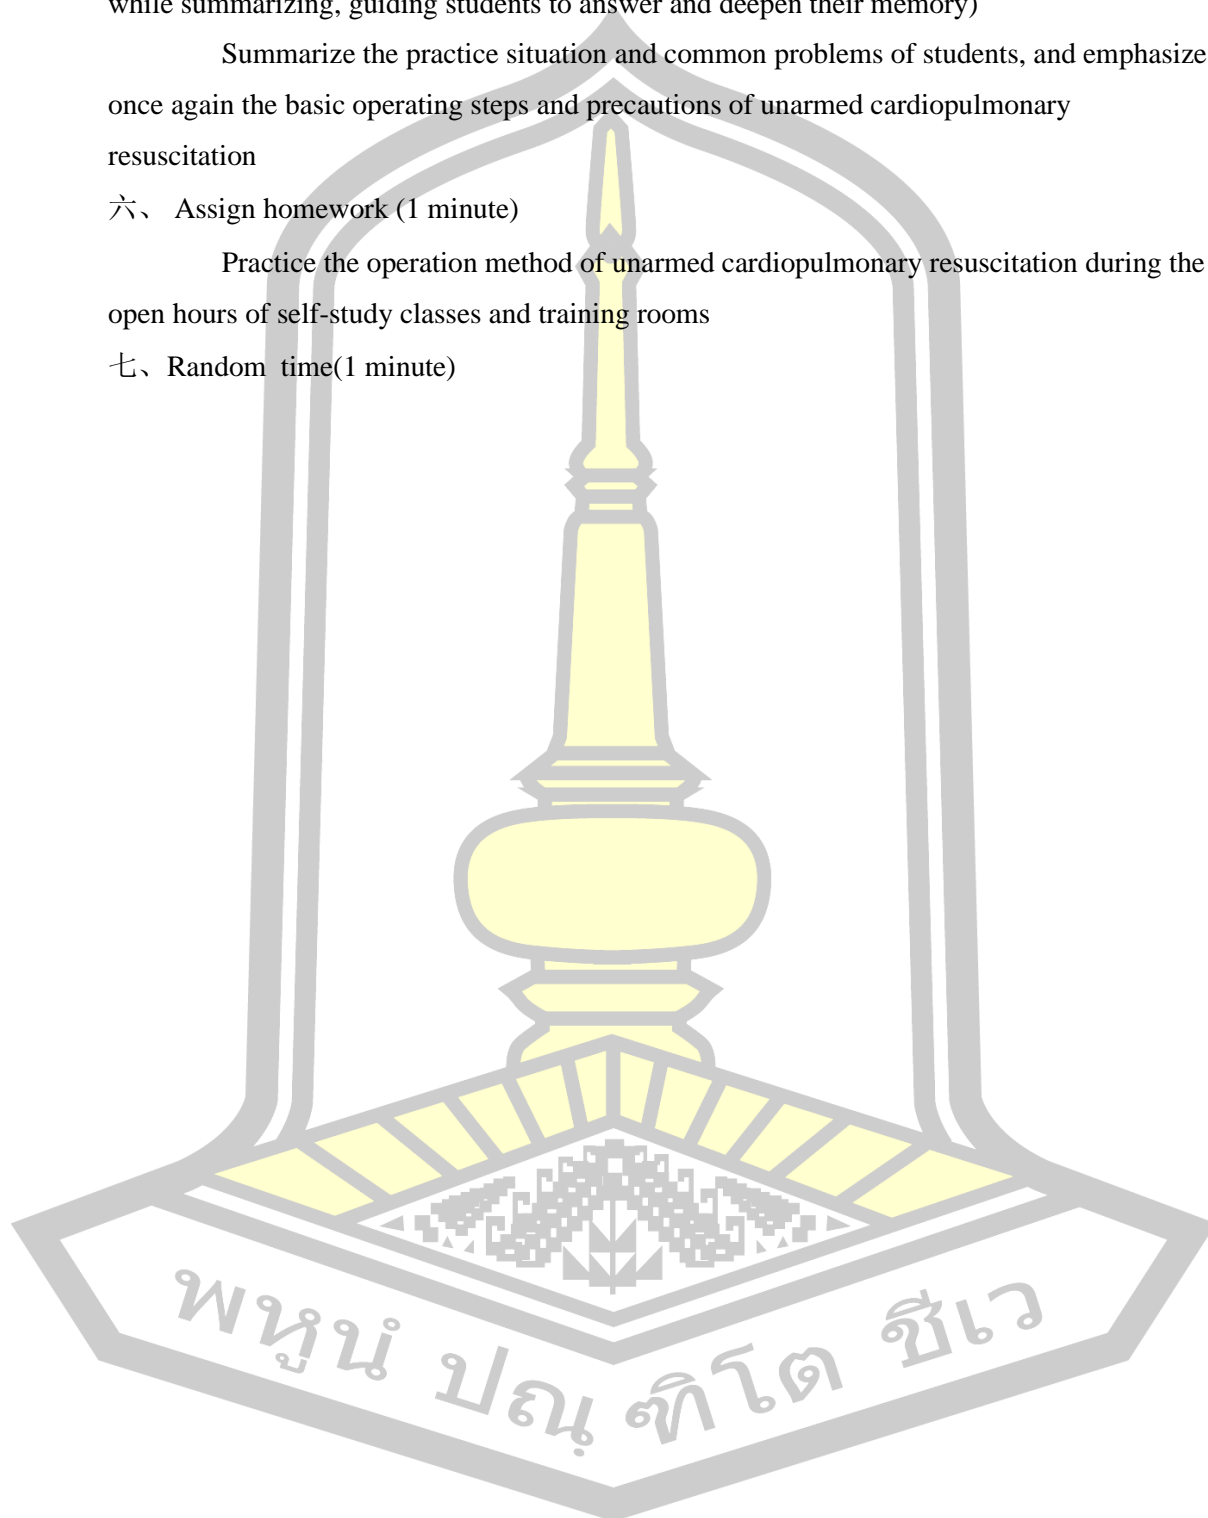 while summarizing, guiding students to answer and deepen their memory)
Summarize the practice situation and common problems of students, and emphasize
once again the basic operating steps and precautions of unarmed cardiopulmonary
resuscitation
六、 Assign homework (1 minute)
Practice the operation method of unarmed cardiopulmonary resuscitation during the
open hours of self-study classes and training rooms
七、Random  time(1 minute)
พหูนํ ปณฺฑิโต ชีเว